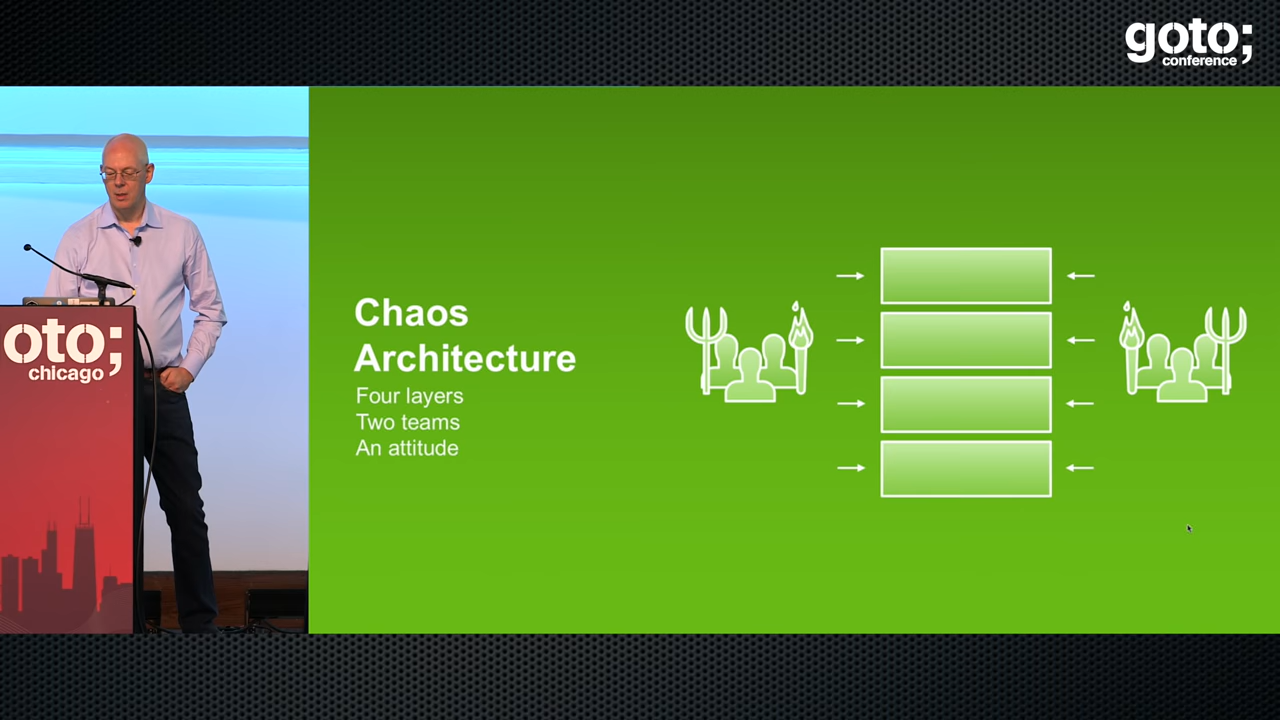 goto;
conference
oto;
chicago
Chaos
Architecture
Four layers
Two teams
An attitude